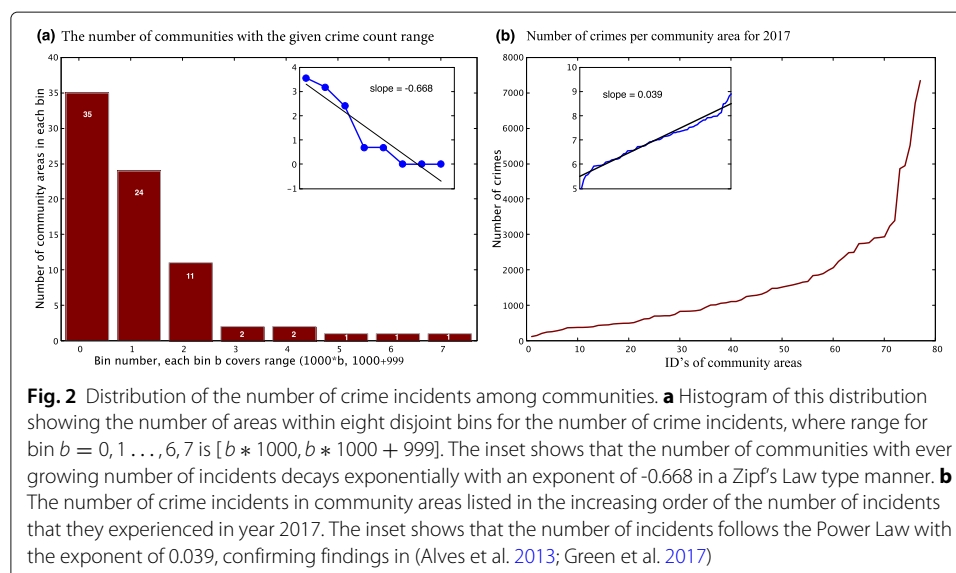 (a) The number of communities with the given crime count range
40
35
30
25
20
15
10
5
0
Number of community areas in each bin
35
24
11
2
2
1
1
1
4
3
2
1
0
−1
slope = -0.668
0 1 2 3 4 5 6 7
Bin number, each bin b covers range (1000*b, 1000+999
(b) Number of crimes per community area for 2017
8000
7000
6000
5000
4000
3000
2000
1000
0
Number of crimes
10
9
8
7
6
5
slope = 0.039
0 10 20 30 40 50 60 70 80
ID's of community areas
Fig. 2 Distribution of the number of crime incidents among communities. a Histogram of this distribution
showing the number of areas within eight disjoint bins for the number of crime incidents, where range for
bin b = 0, 1 . . . , 6, 7 is [ b ∗ 1000, b ∗ 1000 + 999]. The inset shows that the number of communities with ever
growing number of incidents decays exponentially with an exponent of -0.668 in a Zipf's Law type manner. b
The number of crime incidents in community areas listed in the increasing order of the number of incidents
that they experienced in year 2017. The inset shows that the number of incidents follows the Power Law with
the exponent of 0.039, confirming findings in (Alves et al. 2013; Green et al. 2017)